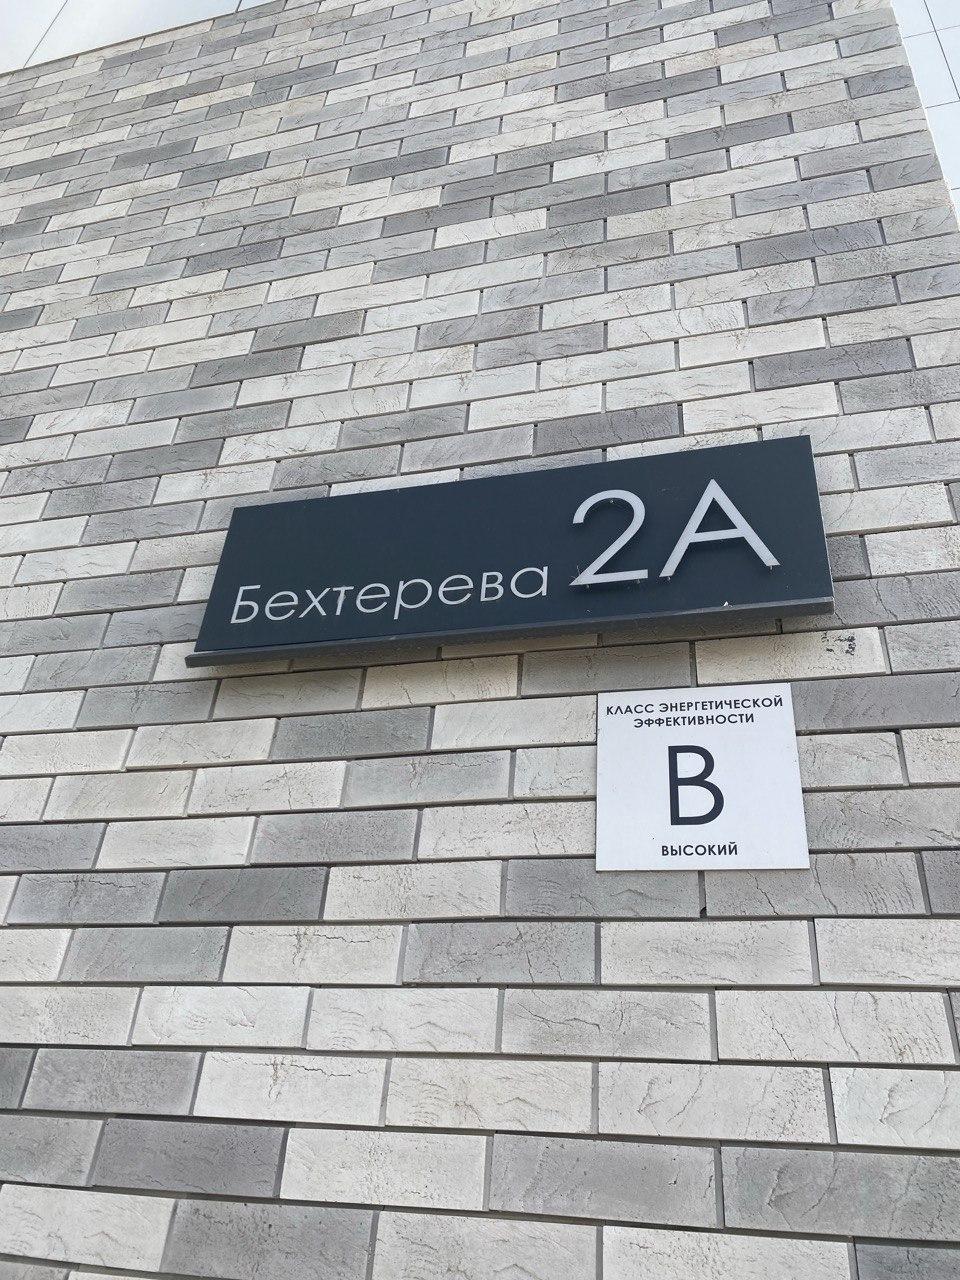 Бехтерева 2А
КЛАСС ЭНЕРГЕТИЧЕСКОЙ
ЭФФЕКТИВНОСТИ
В
ВЫСОКИЙ